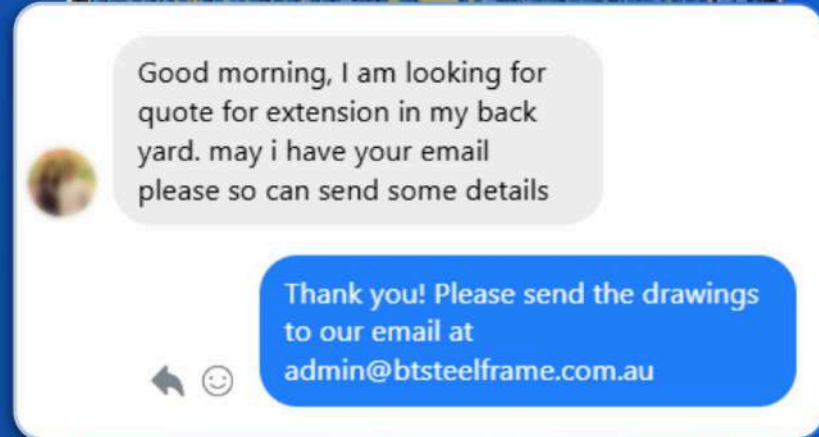 Good morning, I am looking for
quote for extension in my back
yard. may i have your email
please so can send some details
Thank you! Please send the drawings
to our email at
admin@btsteelframe.com.au